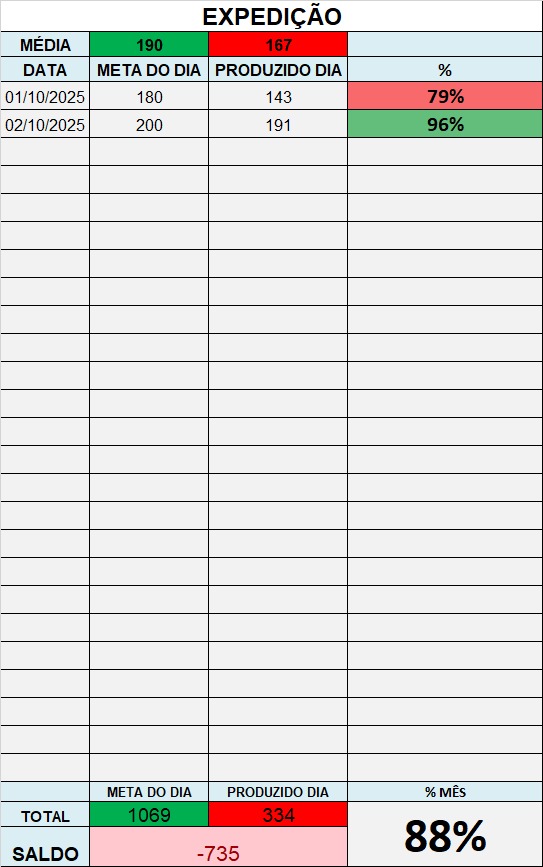 EXPEDIÇÃO
MÉDIA 190 167
DATA META DO DIA PRODUZIDO DIA %
01/10/2025 180 143 79%
02/10/2025 200 191 96%
META DO DIA PRODUZIDO DIA % MÊS
TOTAL 1069 334 88%
SALDO -735